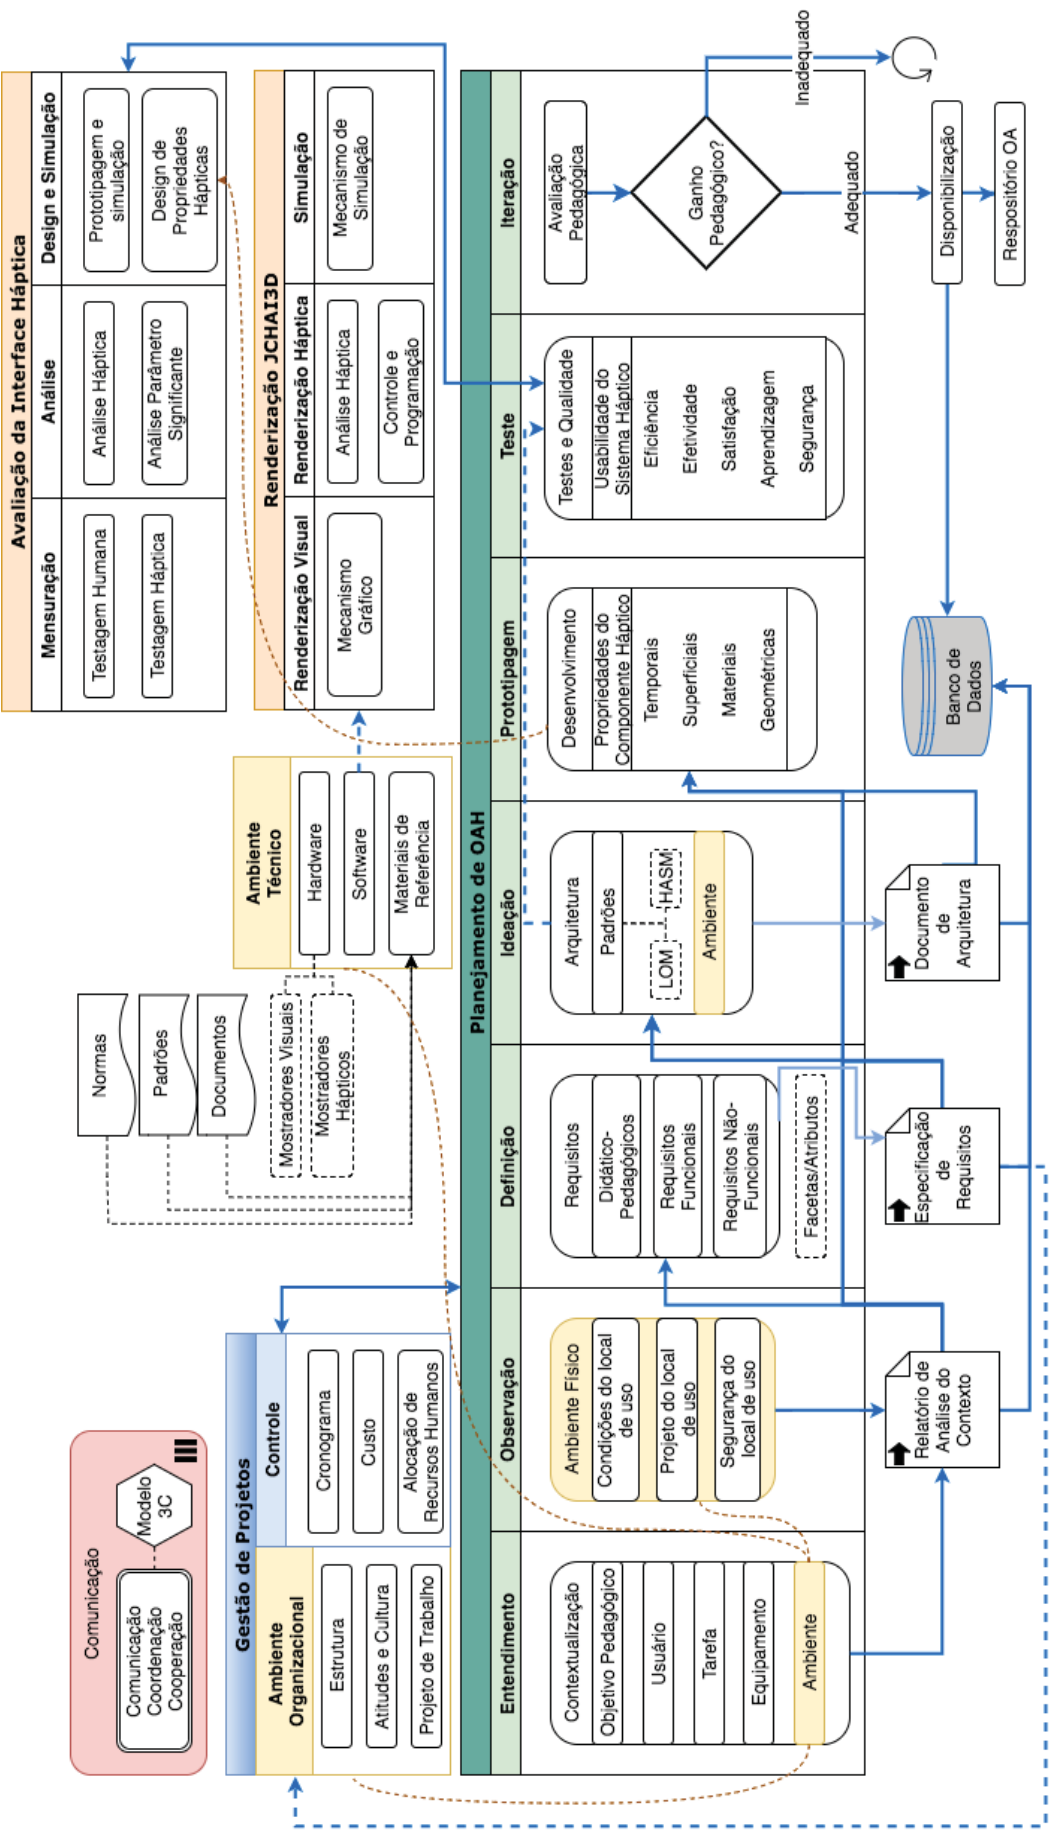 Comunicação
Comunicação
Coordenação
Cooperação
Modelo
3C
Normas
Padrões
Documentos
Mostradores Visuais
Mostradores
Hápticos
Ambiente
Técnico
Hardware
Software
Materiais de
Referência
Avaliação da Interface Háptica
Mensuração
Análise
Design e Simulação
Testagem Humana
Testagem Háptica
Análise Háptica
Análise Parâmetro
Significante
Prototipagem e
simulação
Design de
Propriedades
Hápticas
Gestão de Projetos
Ambiente
Organizacional
Controle
Estrutura
Atitudes e Cultura
Projeto de Trabalho
Cronograma
Custo
Alocação de
Recursos Humanos
Renderização JCHAI3D
Renderização Visual
Renderização Háptica
Simulação
Mecanismo
Gráfico
Análise Háptica
Controle e
Programação
Mecanismo de
Simulação
Planejamento de OAH
Entendimento
Observação
Definição
Ideação
Prototipagem
Teste
Iteração
Contextualização
Objetivo Pedagógico
Usuário
Tarefa
Equipamento
Ambiente
Ambiente Físico
Condições do local
de uso
Projeto do local
de uso
Segurança do
local de uso
Requisitos
Didático-
Pedagógicos
Requisitos
Funcionais
Requisitos Não-
Funcionais
Facetas/Atributos
Arquitetura
Padrões
LOM
HASM
Ambiente
Desenvolvimento
Propriedades do
Componente Háptico
Temporais
Superficiais
Materiais
Geométricas
Testes e Qualidade
Usabilidade do
Sistema Háptico
Eficiência
Efetividade
Satisfação
Aprendizagem
Segurança
Avaliação
Pedagógica
Ganho
Pedagógico?
Inadequado
Adequado
Relatório de
Análise do
Contexto
Especificação
de
Requisitos
Documento
de
Arquitetura
Banco de
Dados
Disponibilização
Respositório OA